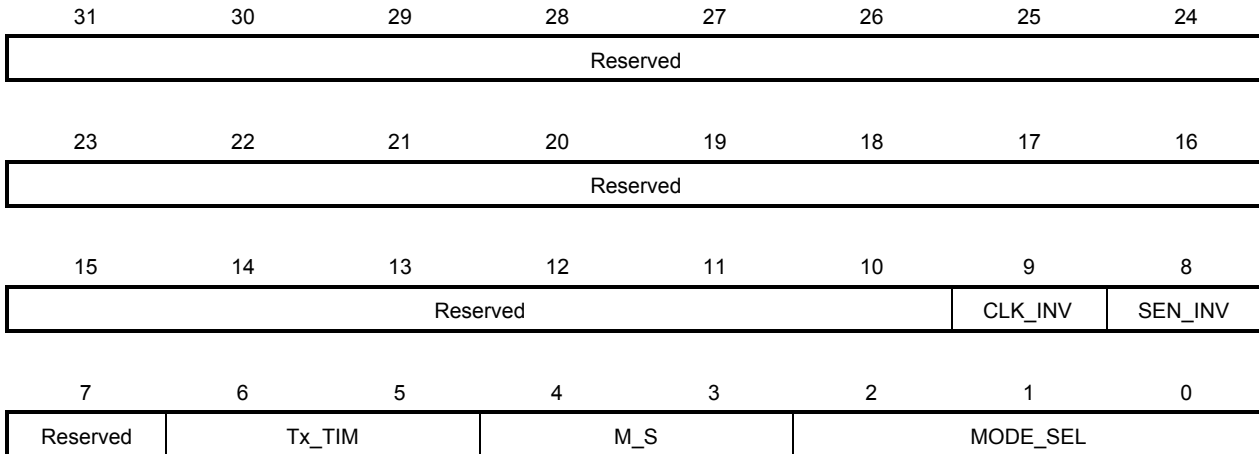 31 30 29 28 27 26 25 24
Reserved
23 22 21 20 19 18 17 16
Reserved
15 14 13 12 11 10 9 8
Reserved CLK_INV SEN_INV
7 6 5 4 3 2 1 0
Reserved Tx_TIM M_S MODE_SEL